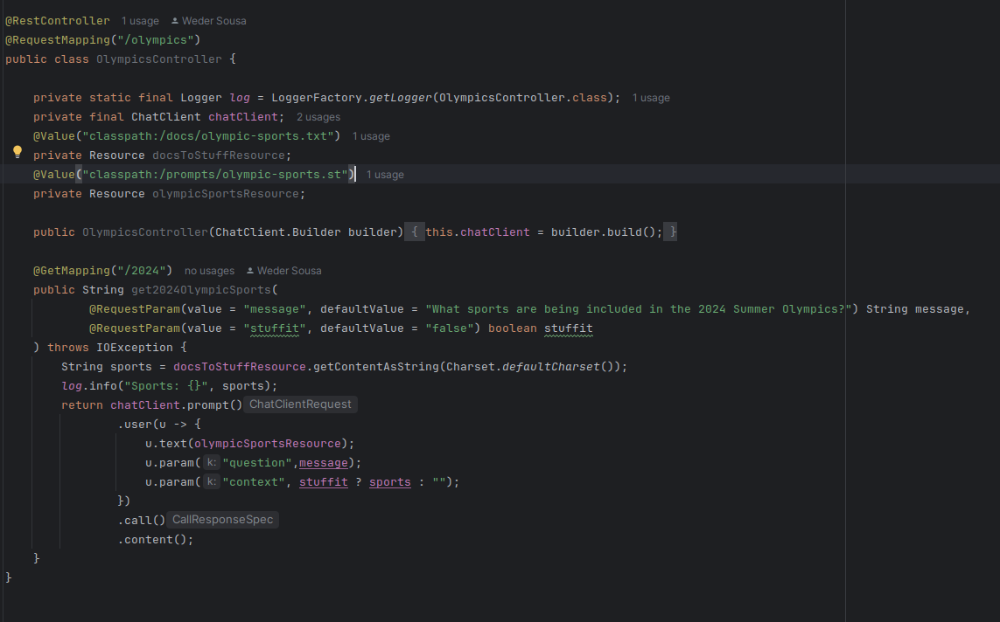 @RestController 1 usage Weder Sousa
@RequestMapping("/olympics")
public class OlympicsController {
private static final Logger log = LoggerFactory.getLogger(OlympicsController.class); 1 usage
private final ChatClient chatClient; 2 usages
@Value("classpath:/docs/olympic-sports.txt") 1 usage
private Resource docsToStuffResource;
@Value("classpath:/prompts/olympic-sports.st") 1 usage
private Resource olympicSportsResource;
public OlympicsController(ChatClient.Builder builder) { this.chatClient = builder.build(); }
@GetMapping("/2024") no usages Weder Sousa
public String get2024OlympicSports(
@RequestParam(value = "message", defaultValue = "What sports are being included in the 2024 Summer Olympics?") String message,
@RequestParam(value = "stuffit", defaultValue = "false") boolean stuffit
) throws IOException {
String sports = docsToStuffResource.getContentAsString(Charset.defaultCharset());
log.info("Sports: {}", sports);
return chatClient.prompt() ChatClientRequest
.user(u -> {
u.text(olympicSportsResource);
u.param( k: "question",message);
u.param( k: "context", stuffit ? sports : "");
})
.call() CallResponseSpec
.content();
}
}